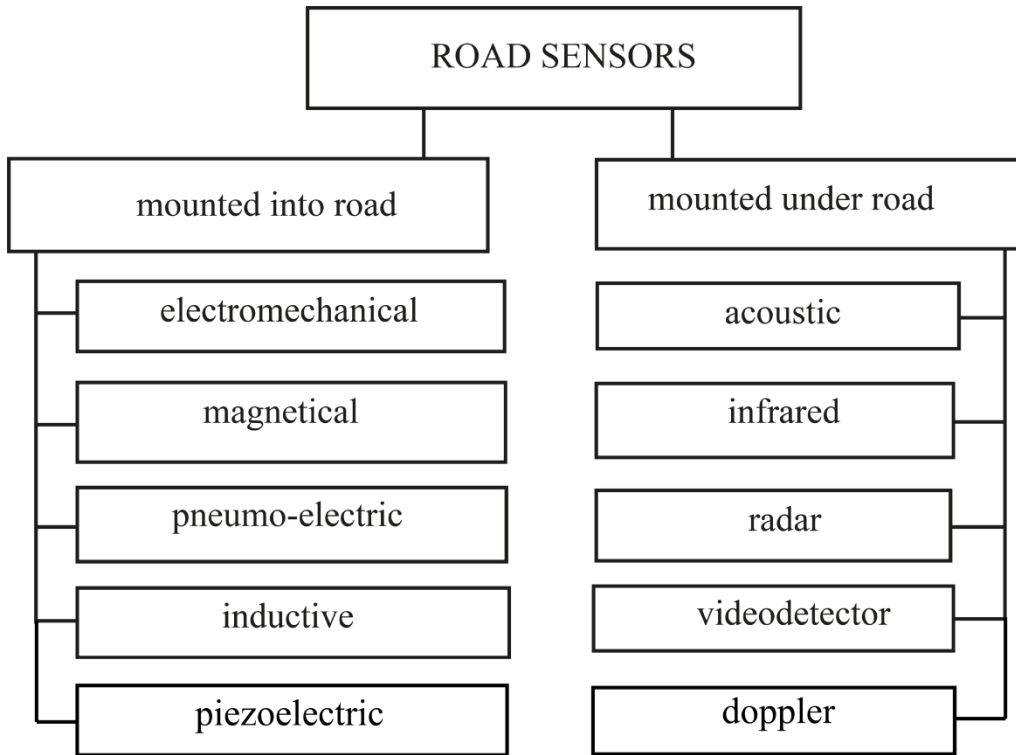 ROAD SENSORS
mounted into road
electromechanical
magnetical
pneumo-electric
inductive
piezoelectric
mounted under road
acoustic
infrared
radar
videodetector
doppler